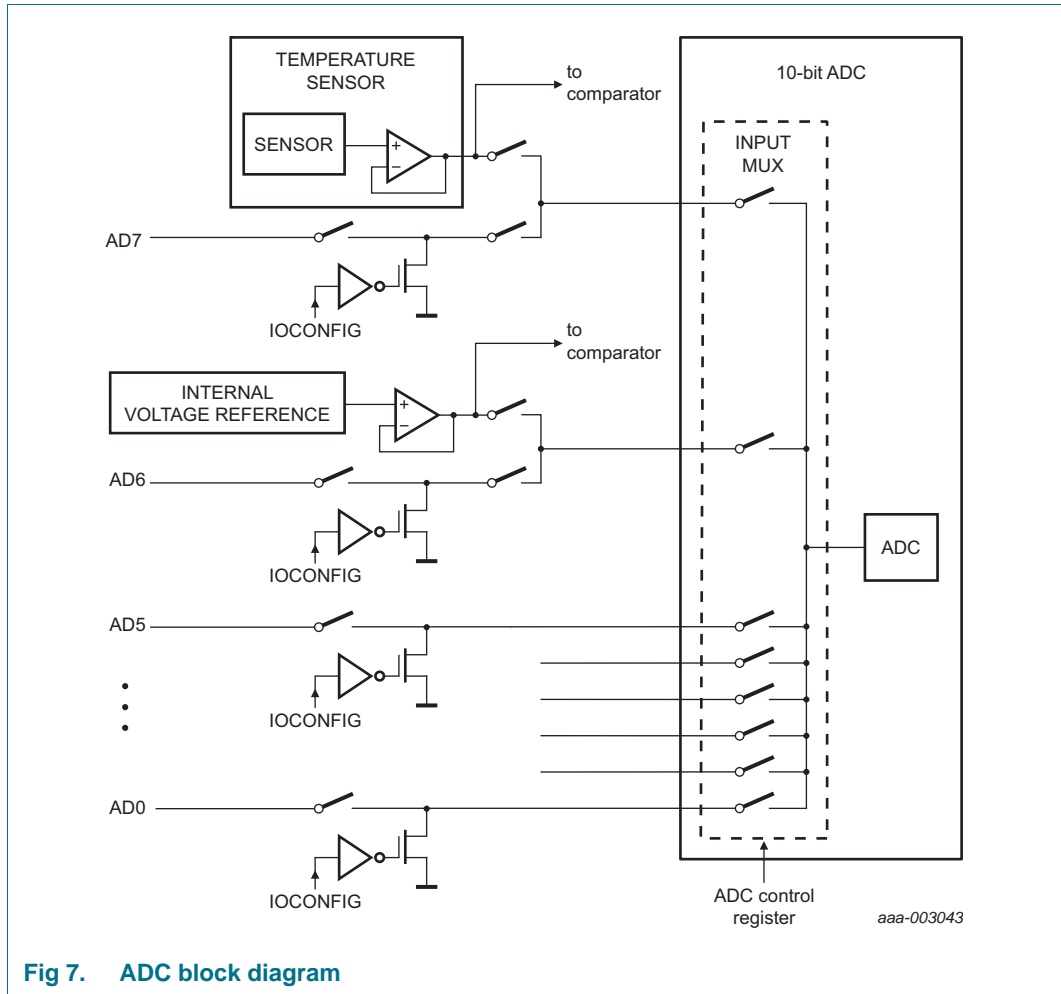 TEMPERATURE
SENSOR
SENSOR
+
−
to
comparator
10-bit ADC
INPUT
MUX
AD7
IOCONFIG
to
comparator
INTERNAL
VOLTAGE REFERENCE
+
−
AD6
IOCONFIG
ADC
AD5
IOCONFIG
AD0
IOCONFIG
ADC control
register
aaa-003043
Fig 7. ADC block diagram